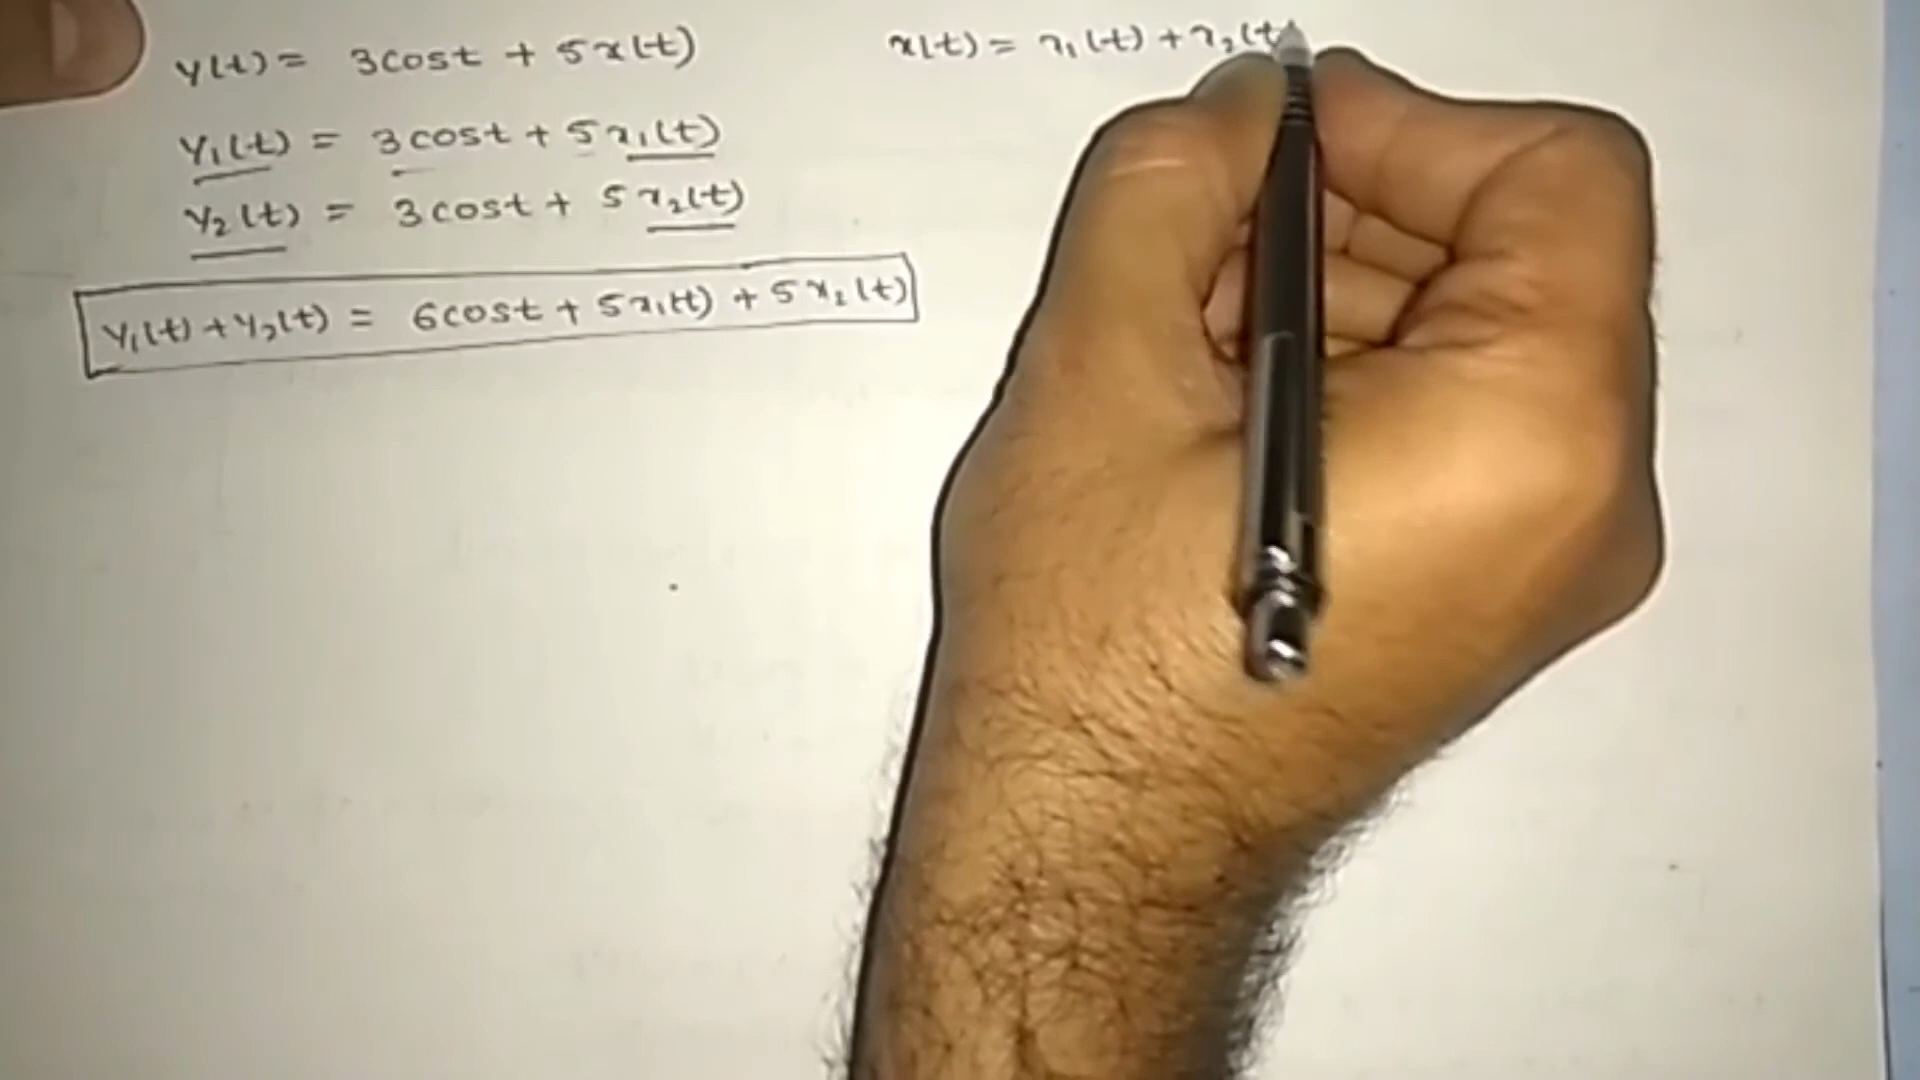 y(t) = 3cost + 5x(t)
x(t) = x₁(t) + x₂(t
y₁(t) = 3cost + 5x₁(t)
y₂(t) = 3cost + 5x₂(t)
y₁(t) + y₂(t) = 6cost + 5x₁(t) + 5x₂(t)